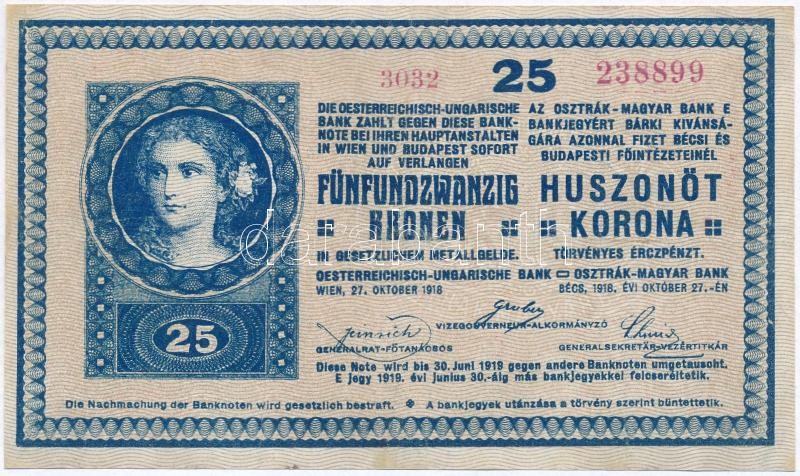 3032 25 238899
DIE OESTERREICHISCH-UNGARISCHE
BANK ZAHLT GEGEN DIESE BANK-
NOTE BEI IHREN HAUPTANSTALTEN
IN WIEN UND BUDAPEST SOFORT
AUF VERLANGEN
FÜNFUNDZWANZIG
KRONEN
IN GESETZLICHEM METALLGELDE.
AZ OSZTRÁK-MAGYAR BANK E
BANKJEGYÉRT BÁRKI KIVÁNSÁ-
GÁRA AZONNAL FIZET BÉCSI ÉS
BUDAPESTI FŐINTÉZETEINÉL
HUSZONÖT
KORONA
TÖRVÉNYES ÉRCZPÉNZT.
OESTERREICHISCH-UNGARISCHE BANK OSZTRÁK-MAGYAR BANK
WIEN, 27. OKTOBER 1918
BÉCS, 1918. ÉVI OKTÓBER 27.-ÉN
Gruber
VIZEGOUVERNEUR-ALKORMÁNYZÓ
GENERALRAT-FŐTANÁCSOS
GENERALSEKRETÄR-VEZÉRTITKÁR
25
Diese Note wird bis 30. Juni 1919 gegen andere Banknoten umgetauscht.
E jegy 1919. évi junius 30.-áig más bankjegyekkel felcseréltetik.
Die Nachmachung der Banknoten wird gesetzlich bestraft. A bankjegyek utánzása a törvény szerint büntettetik.
darabanth